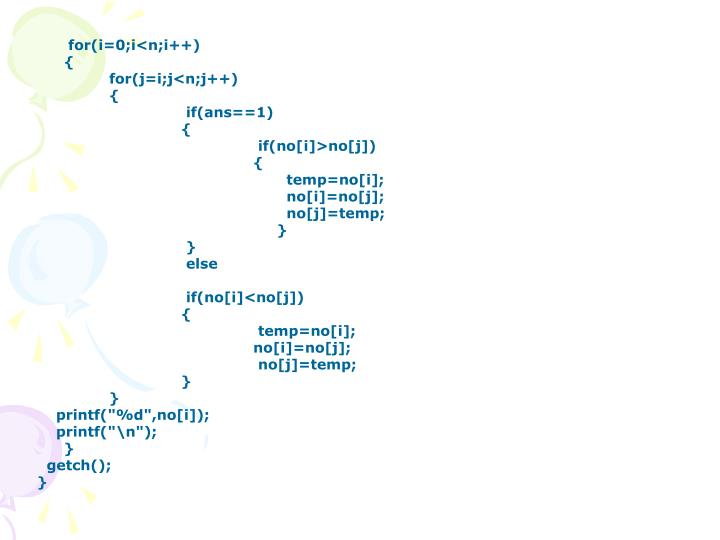 for(i=0;i<n;i++)
{
for(j=i;j<n;j++)
{
if(ans==1)
{
if(no[i]>no[j])
{
temp=no[i];
no[i]=no[j];
no[j]=temp;
}
}
else
if(no[i]<no[j])
{
temp=no[i];
no[i]=no[j];
no[j]=temp;
}
}
printf("%d",no[i]);
printf("\n");
}
getch();
}